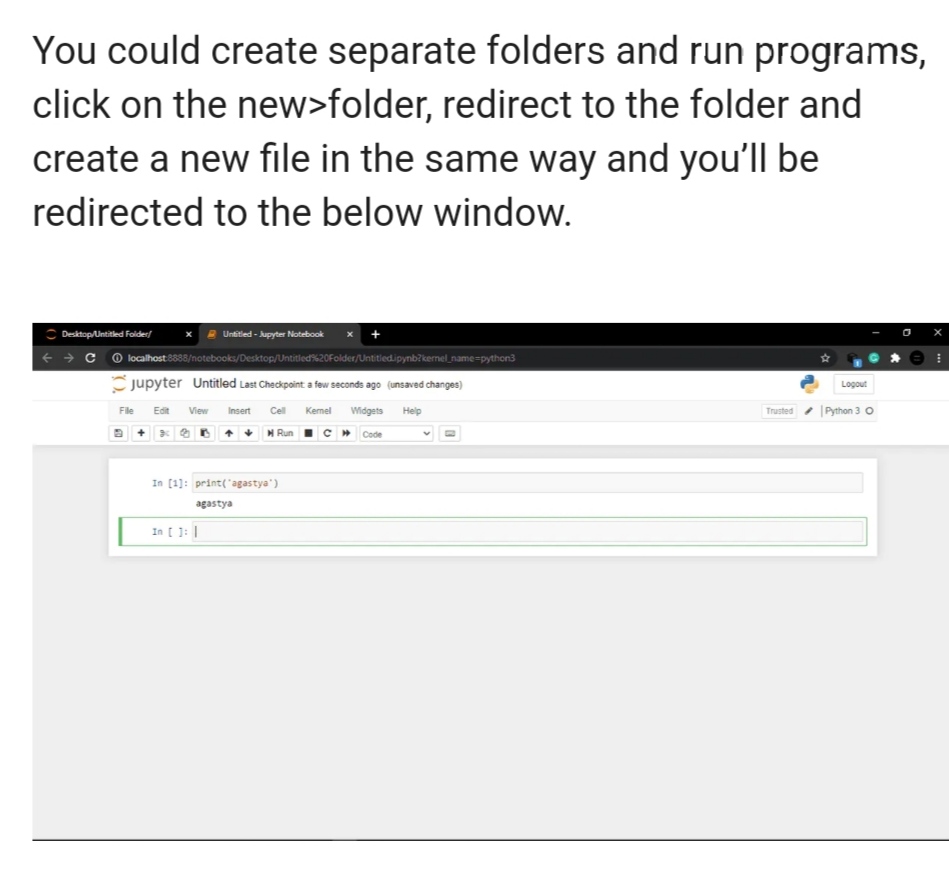 You could create separate folders and run programs,
click on the new>folder, redirect to the folder and
create a new file in the same way and you’ll be
redirected to the below window.
Desktop/Untitled Folder/
Untitled - Jupyter Notebook
localhost:8888/notebooks/Desktop/Untitled%20Folder/Untitled.ipynb?kernel_name=python3
jupyter Untitled Last Checkpoint: a few seconds ago (unsaved changes)
Logout
File Edit View Insert Cell Kernel Widgets Help
Trusted Python 3
Run Code
In [1]: print('agastya')
agastya
In [ ]: